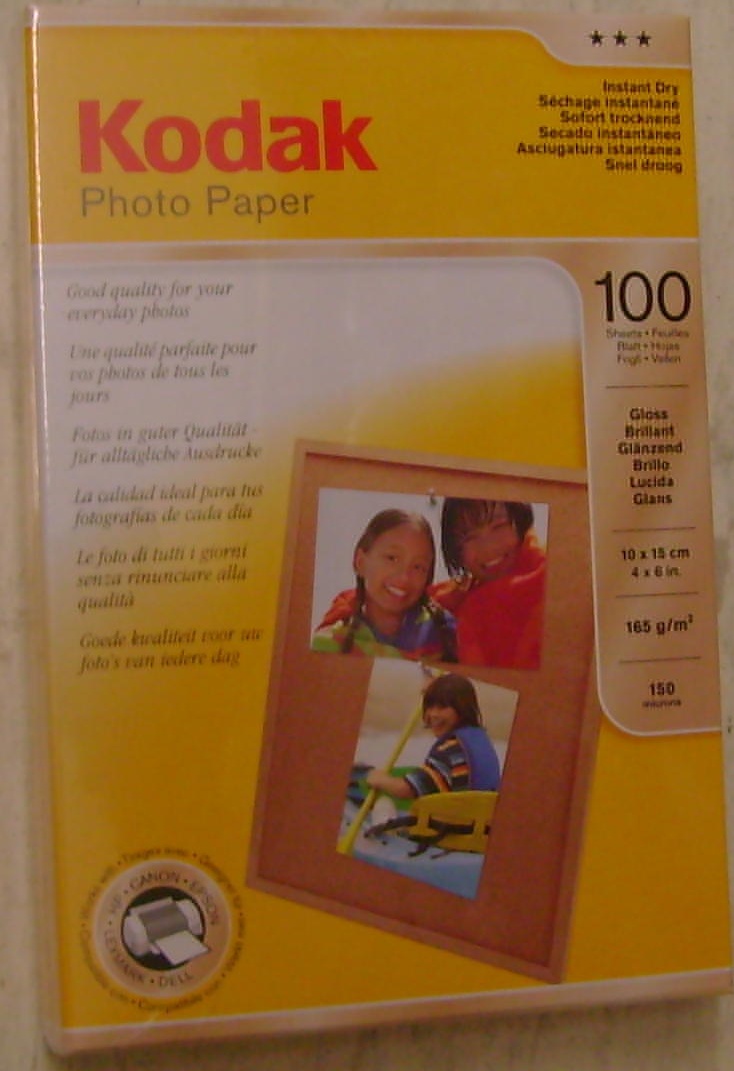 ★★★
Instant Dry
Séchage instantané
Sofort trocknend
Secado instantáneo
Asciugatura istantanea
Snel droog
Kodak
Photo Paper
Good quality for your
everyday photos
Une qualité parfaite pour
vos photos de tous les
jours
Fotos in guter Qualität -
für alltägliche Ausdrucke
La calidad ideal para tus
fotografías de cada día
Le foto di tutti i giorni
senza rinunciare alla
qualità
Goede kwaliteit voor uw
foto's van iedere dag
100
Sheets • Feuilles
Blatt • Hojas
Fogli • Vellen
Gloss
Brillant
Glänzend
Brillo
Lucida
Glans
10 x 15 cm
4 x 6 in.
165 g/m²
150
microns
Works with •
HP • CANON • EPSON
LEXMARK • DELL